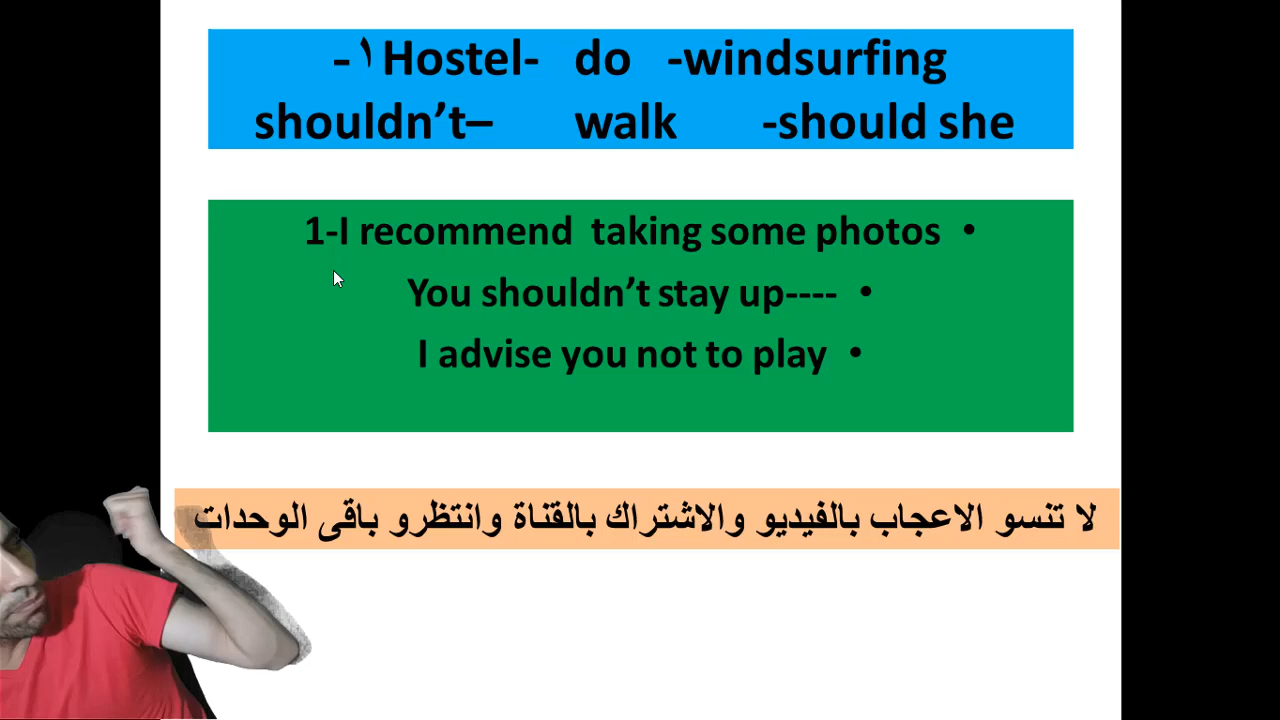 -١Hostel- do -windsurfing
shouldn’t– walk -should she
1-I recommend taking some photos •
You shouldn’t stay up---- •
I advise you not to play •
لا تنسو الاعجاب بالفيديو والاشتراك بالقناة وانتظرو باقى الوحدات